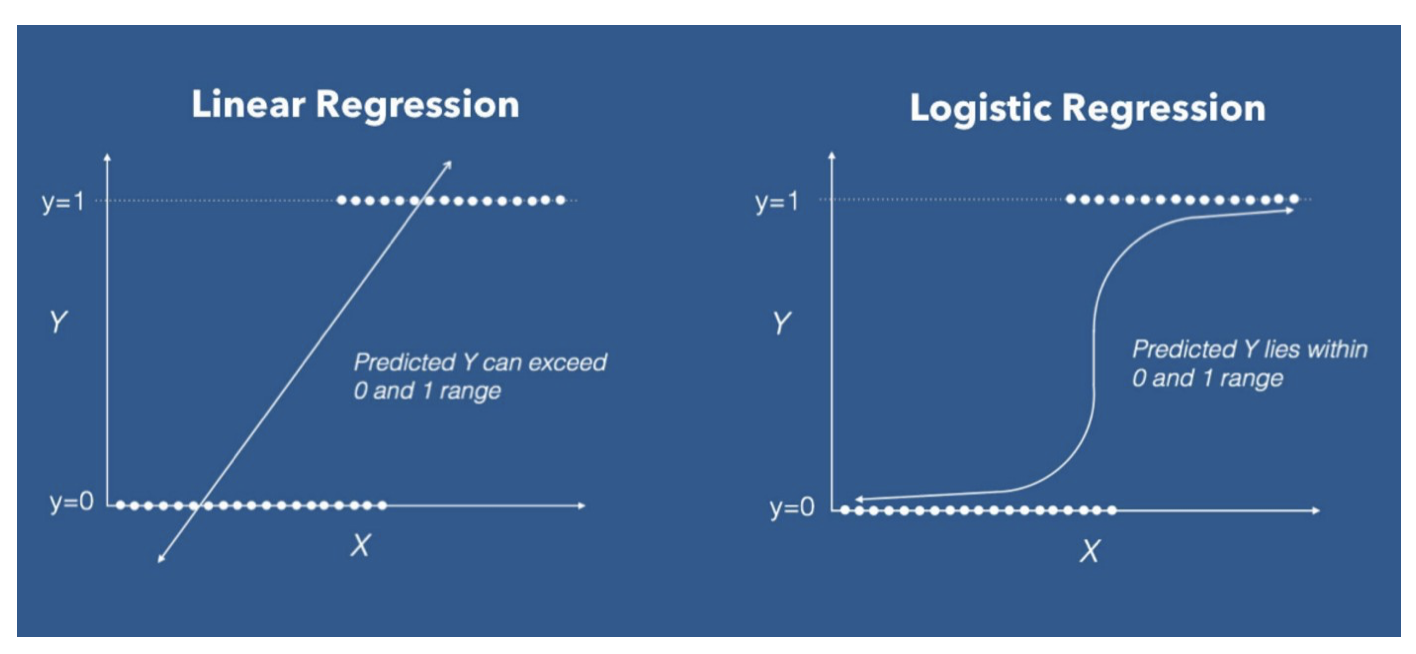 Linear Regression
y=1
Y
Predicted Y can exceed
0 and 1 range
y=0
X
Logistic Regression
y=1
Y
Predicted Y lies within
0 and 1 range
y=0
X